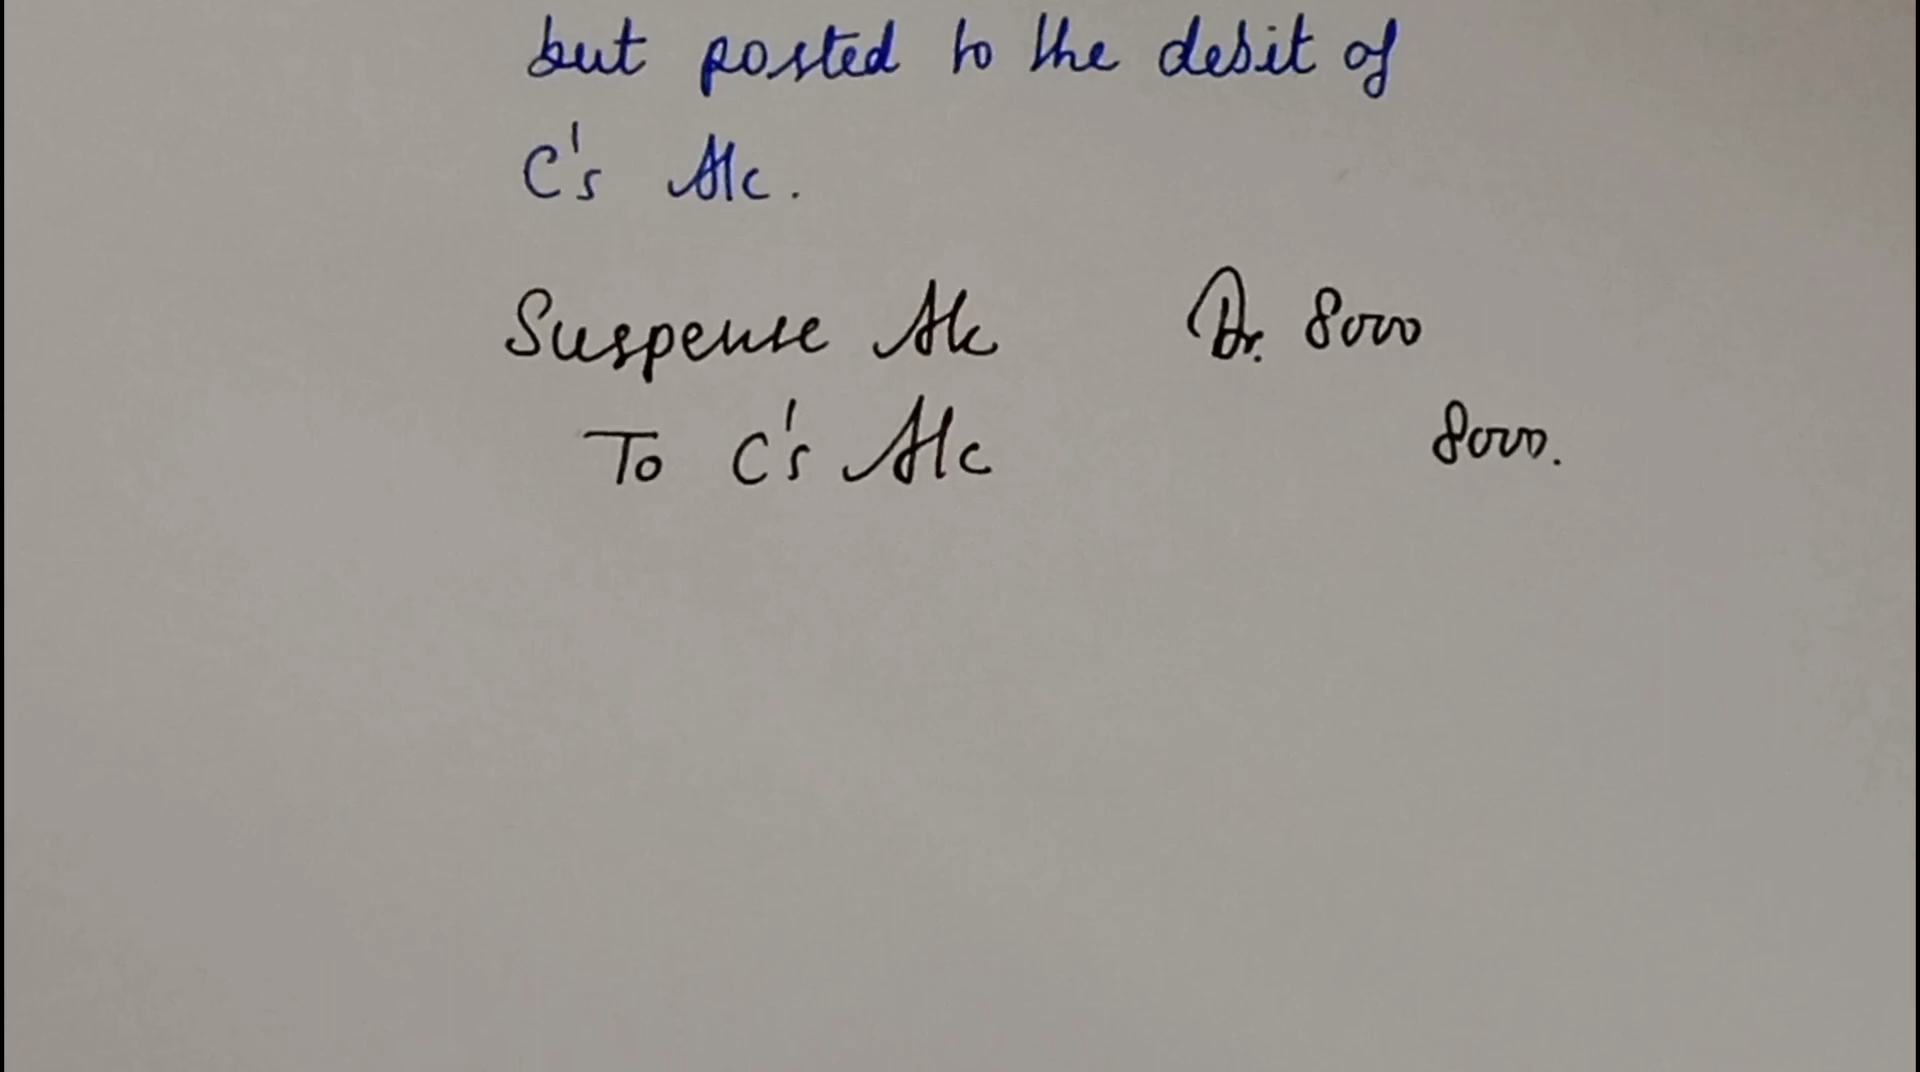 but posted to the debit of
C's A/c.
Suspense A/c Dr. 8000
To C's A/c 8000.